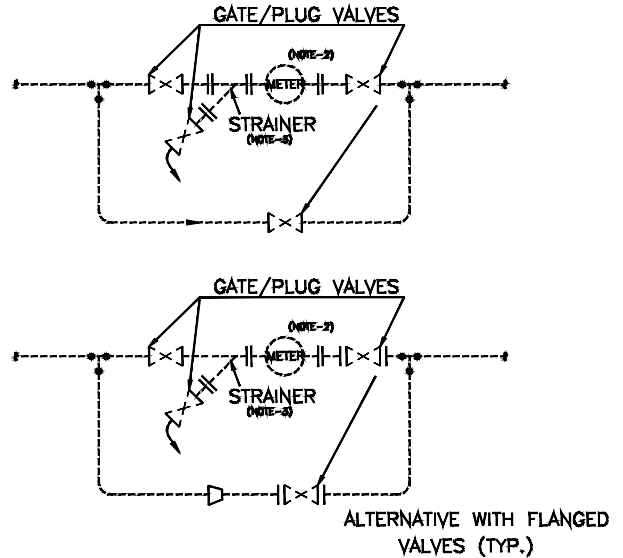 GATE/PLUG VALVES
(NOTE-2)
METER
STRAINER
(NOTE-3)
GATE/PLUG VALVES
(NOTE-2)
METER
STRAINER
(NOTE-3)
ALTERNATIVE WITH FLANGED
VALVES (TYP.)